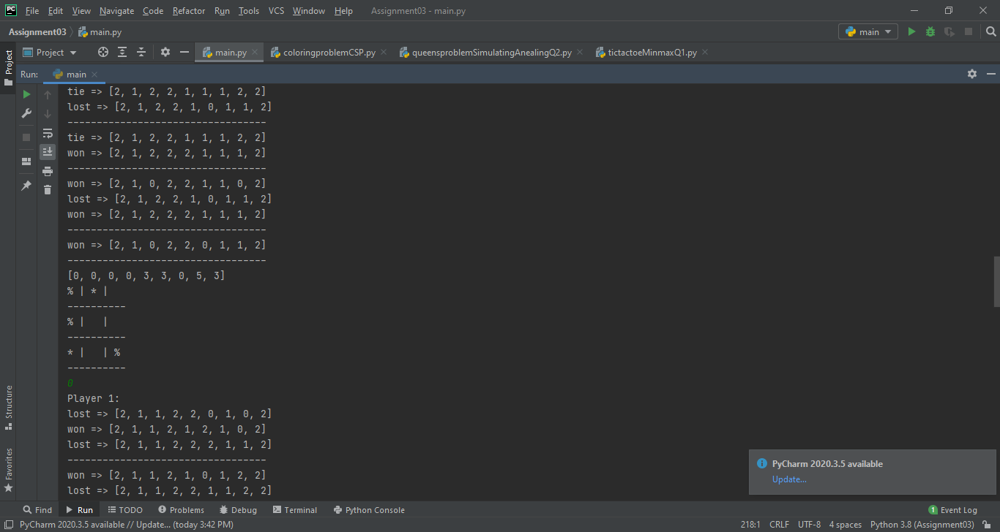 PC File Edit View Navigate Code Refactor Run Tools VCS Window Help Assignment03 - main.py
Assignment03 main.py main
Project Project main.py coloringproblemCSP.py queensproblemSimulatingAnealingQ2.py tictactoeMinmaxQ1.py
Run: main
tie => [2, 1, 2, 2, 1, 1, 1, 2, 2]
lost => [2, 1, 2, 2, 1, 0, 1, 1, 2]
----------------------------------
tie => [2, 1, 2, 2, 1, 1, 1, 2, 2]
won => [2, 1, 2, 2, 2, 1, 1, 1, 2]
----------------------------------
won => [2, 1, 0, 2, 2, 1, 1, 0, 2]
lost => [2, 1, 2, 2, 1, 0, 1, 1, 2]
won => [2, 1, 2, 2, 2, 1, 1, 1, 2]
----------------------------------
won => [2, 1, 0, 2, 2, 0, 1, 1, 2]
----------------------------------
[0, 0, 0, 0, 3, 3, 0, 5, 3]
% | * |
----------
% |   |
----------
* |   | %
----------
0
Player 1:
lost => [2, 1, 1, 2, 2, 0, 1, 0, 2]
won => [2, 1, 1, 2, 1, 2, 1, 0, 2]
lost => [2, 1, 1, 2, 2, 2, 1, 1, 2]
----------------------------------
won => [2, 1, 1, 2, 1, 0, 1, 2, 2]
lost => [2, 1, 1, 2, 2, 1, 1, 2, 2]
Structure
Favorites
PyCharm 2020.3.5 available
Update...
Find Run TODO Problems Debug Terminal Python Console 1 Event Log
PyCharm 2020.3.5 available // Update... (today 3:42 PM) 218:1 CRLF UTF-8 4 spaces Python 3.8 (Assignment03)